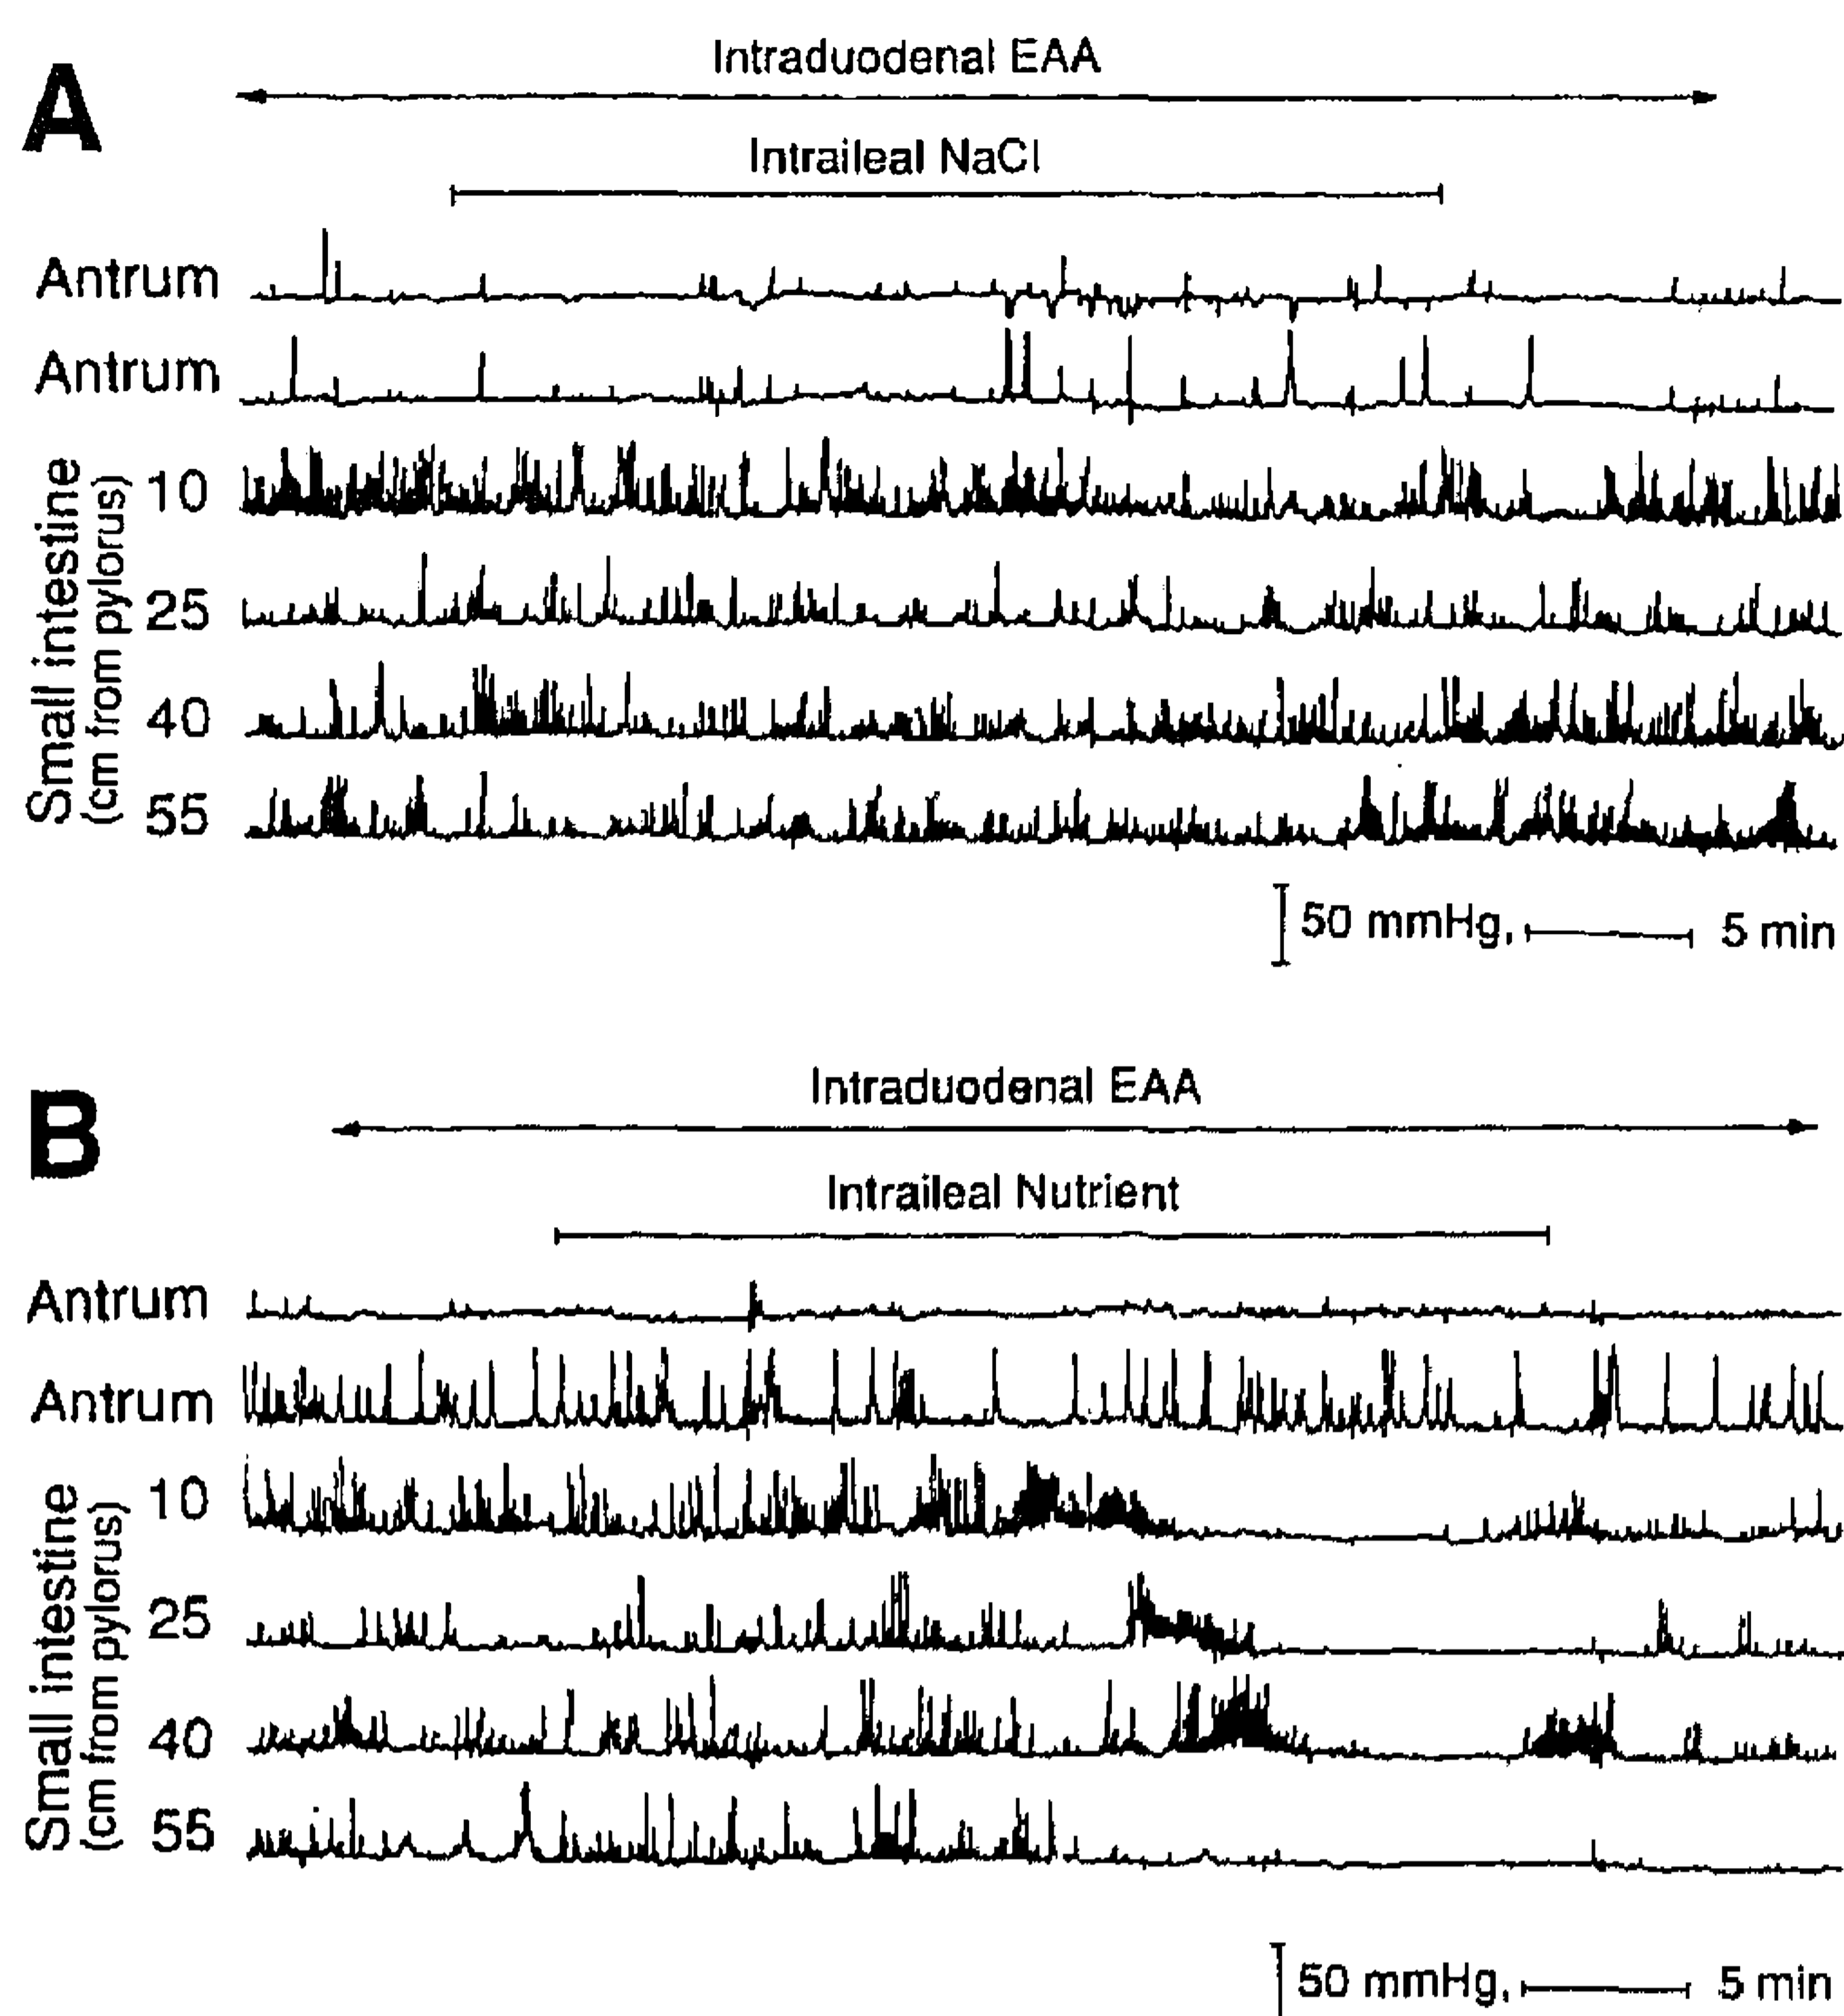 A
Intraduodenal EAA
Intraileal NaCl
Antrum
Antrum
Small intestine
(cm from pylorus)
10
25
40
55
50 mmHg, 5 min
B
Intraduodenal EAA
Intraileal Nutrient
Antrum
Antrum
Small intestine
(cm from pylorus)
10
25
40
55
50 mmHg, 5 min